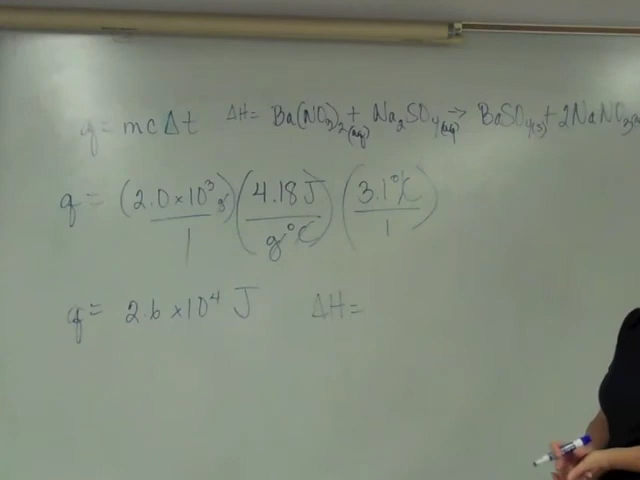 q = mcΔt ΔH= Ba(NO3)2(aq) + Na2SO4(aq) → BaSO4(s) + 2NaNO3(a
q = (2.0×10³ g / 1) (4.18 J / g°C) (3.1°C / 1)
q = 2.6 ×10⁴ J ΔH=